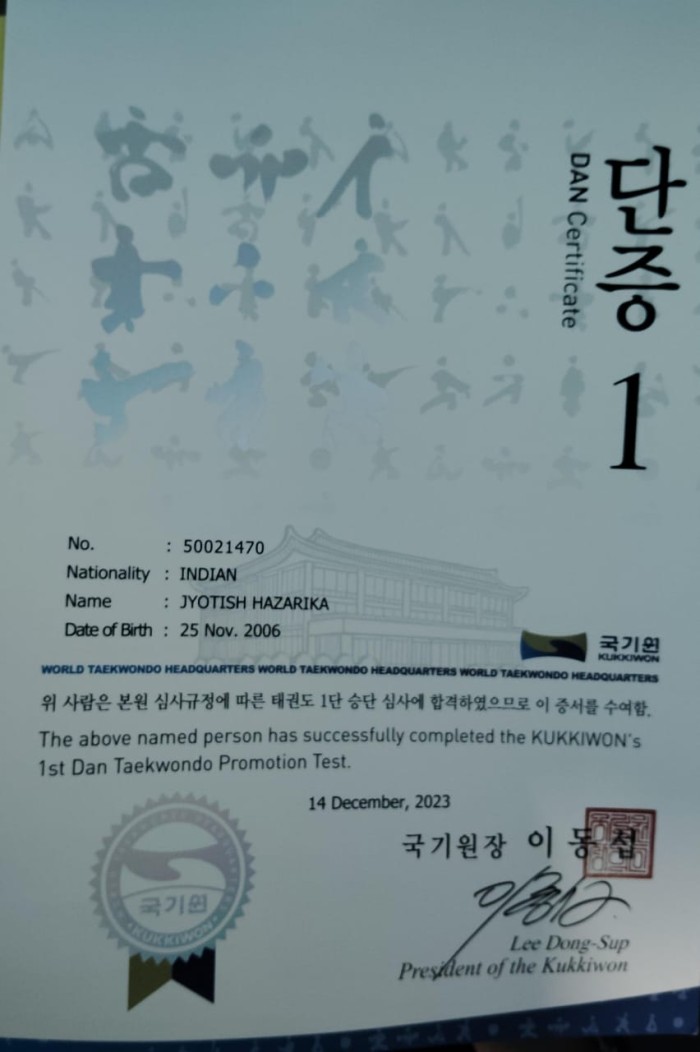 단증 1
DAN Certificate
No. : 50021470
Nationality : INDIAN
Name : JYOTISH HAZARIKA
Date of Birth : 25 Nov. 2006
국기원
KUKKIWON
WORLD TAEKWONDO HEADQUARTERS WORLD TAEKWONDO HEADQUARTERS WORLD TAEKWONDO HEADQUARTERS
위 사람은 본원 심사규정에 따른 태권도 1단 승단 심사에 합격하였으므로 이 증서를 수여함.
The above named person has successfully completed the KUKKIWON's
1st Dan Taekwondo Promotion Test.
14 December, 2023
국기원장 이동섭
국기원
KUKKIWON
Lee Dong-Sup
President of the Kukkiwon